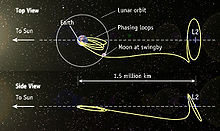 Top View
Lunar orbit
Earth
Phasing loops
L2
To Sun
Moon at swingby
1.5 million km
Side View
L2
To Sun